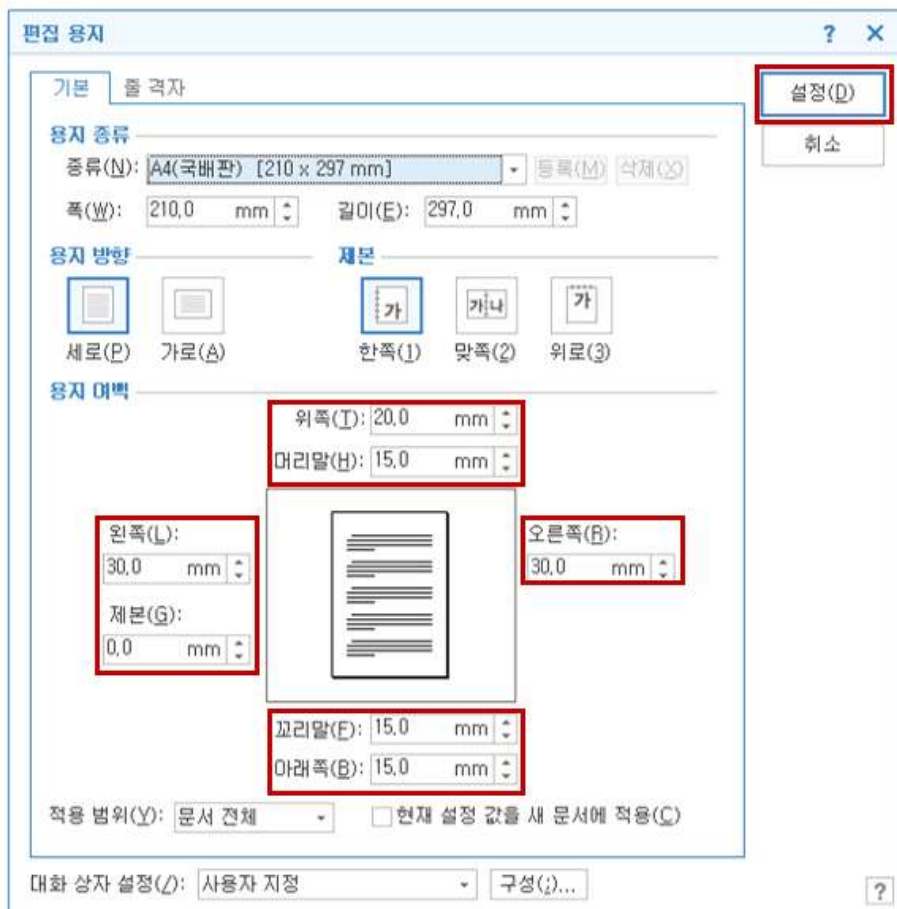 편집 용지 ? ×
기본 줄 격자
설정(D)
취소
용지 종류
종류(N): A4(국배판) [210 x 297 mm] 등록(M) 삭제(X)
폭(W): 210,0 mm 길이(E): 297,0 mm
용지 방향 제본
가 가나 가
세로(P) 가로(A) 한쪽(1) 맞쪽(2) 위로(3)
용지 여백
위쪽(T): 20,0 mm
머리말(H): 15,0 mm
왼쪽(L): 오른쪽(R):
30,0 mm 30,0 mm
제본(G):
0,0 mm
꼬리말(F): 15,0 mm
아래쪽(B): 15,0 mm
적용 범위(Y): 문서 전체 현재 설정 값을 새 문서에 적용(C)
대화 상자 설정(/): 사용자 지정 구성(;)... ?